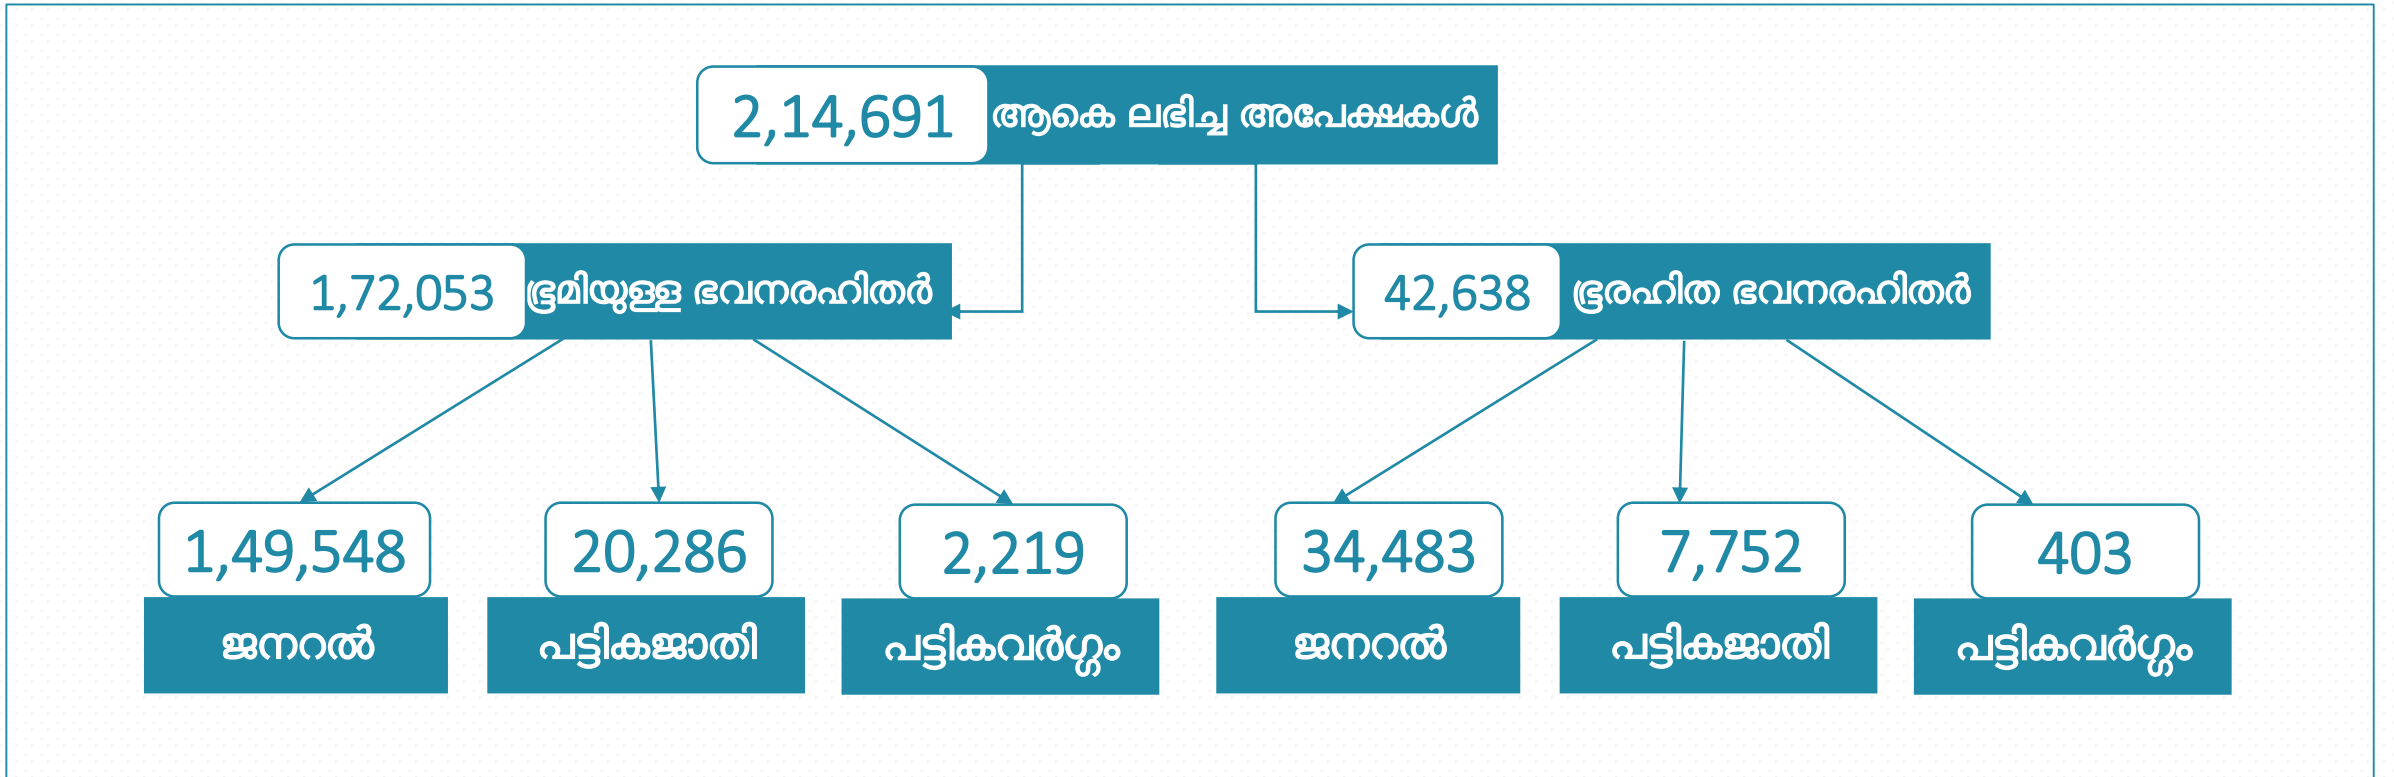 2,14,691 ആകെ ലഭിച്ച അപേക്ഷകൾ
1,72,053 ഭൂമിയുള്ള ഭവനരഹിതർ
42,638 ഭൂരഹിത ഭവനരഹിതർ
1,49,548
ജനറൽ
20,286
പട്ടികജാതി
2,219
പട്ടികവർഗ്ഗം
34,483
ജനറൽ
7,752
പട്ടികജാതി
403
പട്ടികവർഗ്ഗം